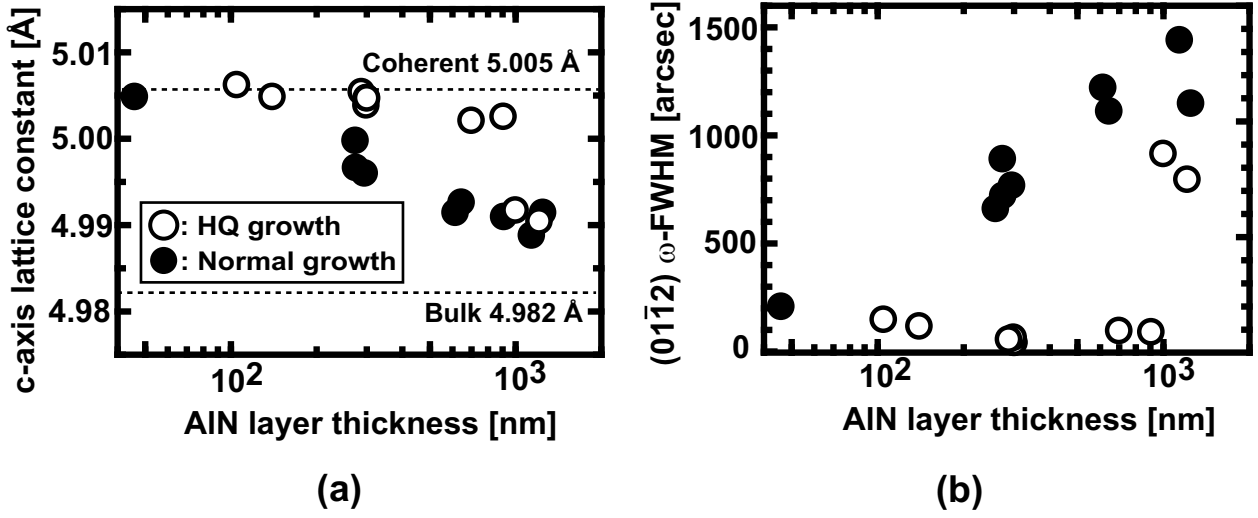 c-axis lattice constant [Å]
5.01
5.00
4.99
4.98
Coherent 5.005 Å
: HQ growth
: Normal growth
Bulk 4.982 Å
10²
10³
AlN layer thickness [nm]
(a)
(011̄2) ω-FWHM [arcsec]
1500
1000
500
0
10²
10³
AlN layer thickness [nm]
(b)